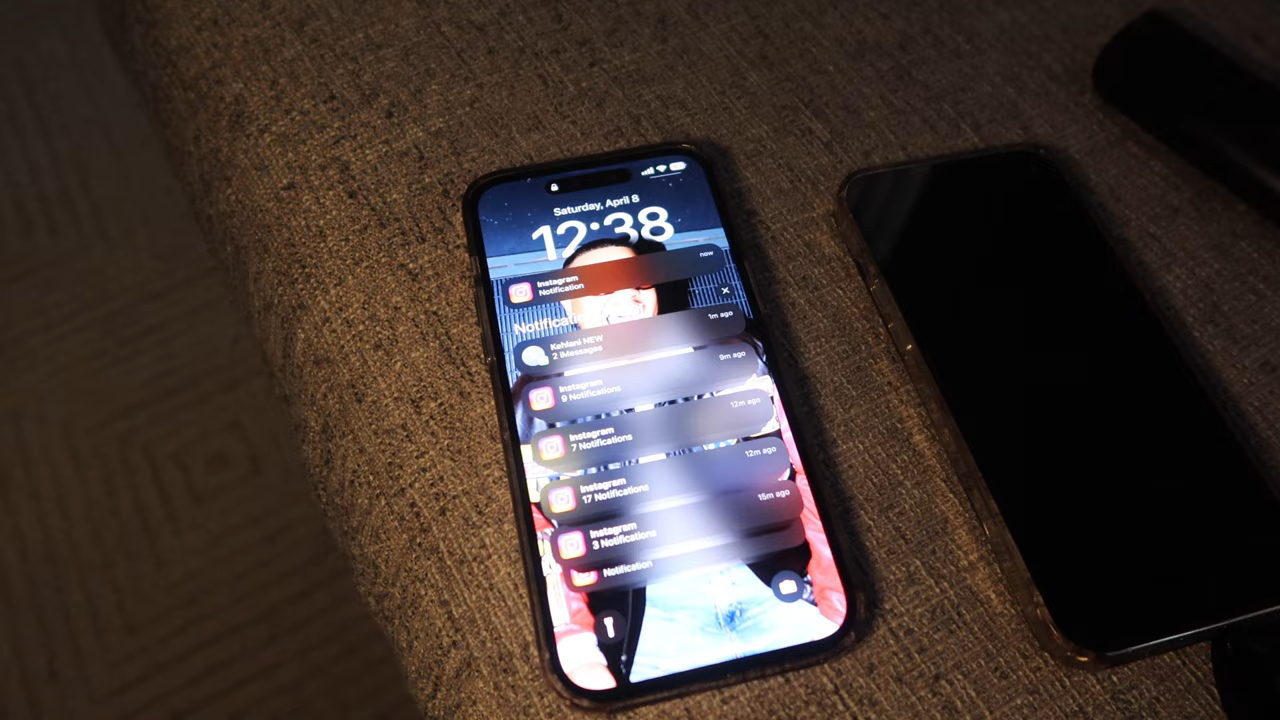 Saturday, April 8
12:38
Instagram
now
Notification
Notificati
Kehlani NEW
1m ago
2 iMessages
Instagram
9m ago
9 Notifications
Instagram
12m ago
7 Notifications
Instagram
12m ago
17 Notifications
Instagram
15m ago
3 Notifications
Notification